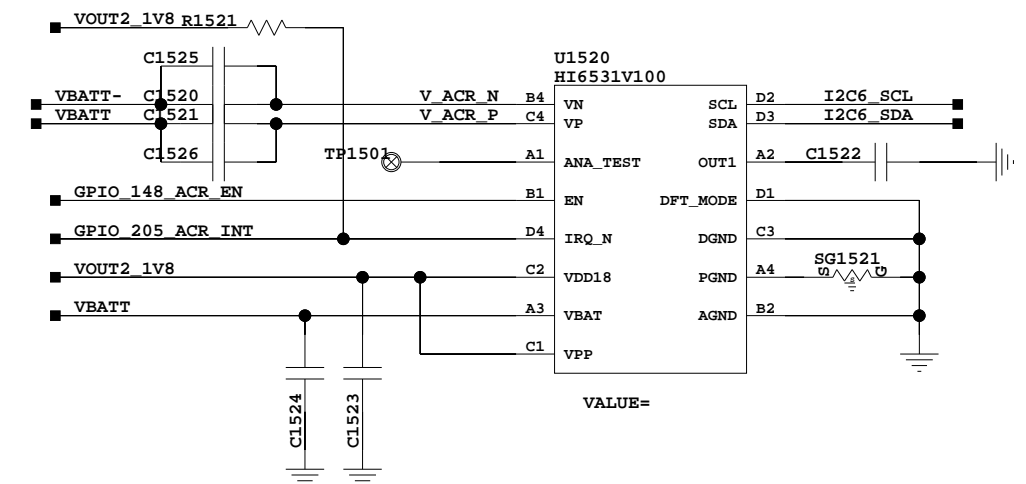 VOUT2_1V8 R1521
C1525
U1520
HI6531V100
VBATT- C1520 V_ACR_N B4 VN SCL D2 I2C6_SCL
VBATT C1521 V_ACR_P C4 VP SDA D3 I2C6_SDA
C1526 TP1501 A1 ANA_TEST OUT1 A2 C1522
GPIO_148_ACR_EN B1 EN DFT_MODE D1
GPIO_205_ACR_INT D4 IRQ_N DGND C3
SG1521
VOUT2_1V8 C2 VDD18 PGND A4 S S G
VBATT A3 VBAT AGND B2
C1 VPP
VALUE=
C1524 C1523